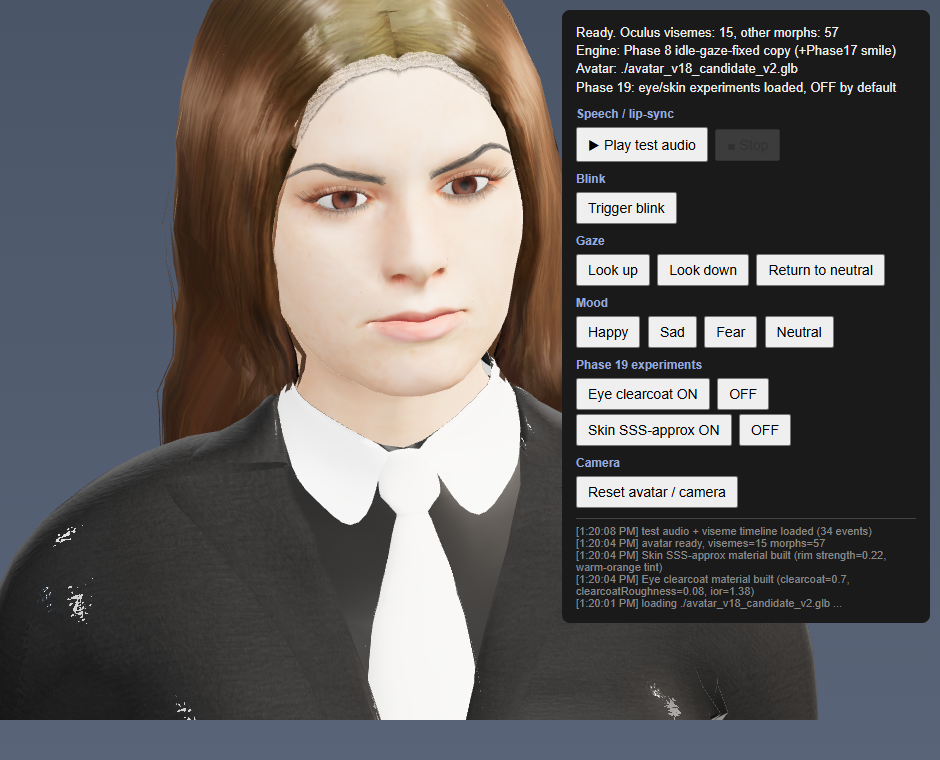 Ready. Oculus visemes: 15, other morphs: 57
Engine: Phase 8 idle-gaze-fixed copy (+Phase17 smile)
Avatar: ./avatar_v18_candidate_v2.glb
Phase 19: eye/skin experiments loaded, OFF by default
Speech / lip-sync
▶ Play test audio ■ Stop
Blink
Trigger blink
Gaze
Look up Look down Return to neutral
Mood
Happy Sad Fear Neutral
Phase 19 experiments
Eye clearcoat ON OFF
Skin SSS-approx ON OFF
Camera
Reset avatar / camera
[1:20:08 PM] test audio + viseme timeline loaded (34 events)
[1:20:04 PM] avatar ready, visemes=15 morphs=57
[1:20:04 PM] Skin SSS-approx material built (rim strength=0.22,
warm-orange tint)
[1:20:04 PM] Eye clearcoat material built (clearcoat=0.7,
clearcoatRoughness=0.08, ior=1.38)
[1:20:01 PM] loading ./avatar_v18_candidate_v2.glb ...